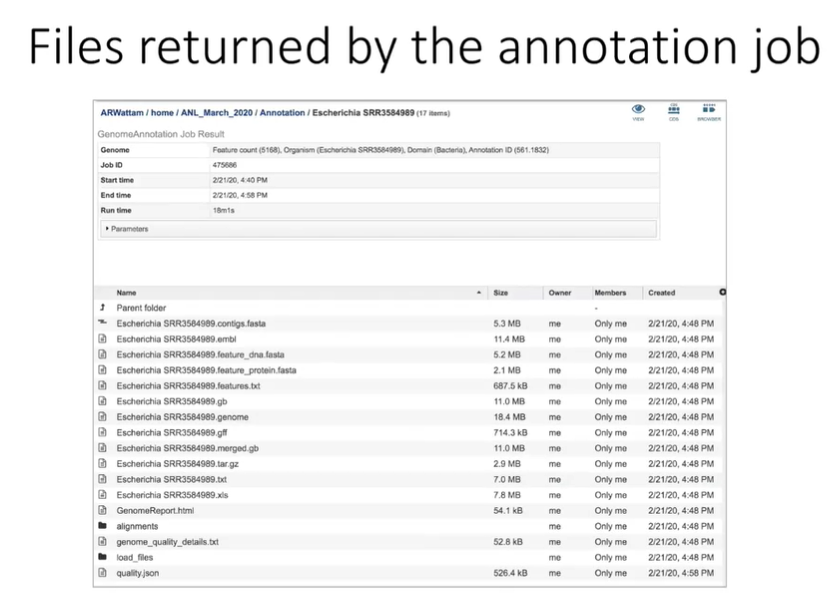 Files returned by the annotation job
ARWattam / home / ANL_March_2020 / Annotation / Escherichia SRR3584989 (17 items)
VIEW CDS BROWSER
GenomeAnnotation Job Result
Genome Feature count (5168), Organism (Escherichia SRR3584989), Domain (Bacteria), Annotation ID (561.1832)
Job ID 475686
Start time 2/21/20, 4:40 PM
End time 2/21/20, 4:58 PM
Run time 18m1s
Parameters
Name Size Owner Members Created
Parent folder -
Escherichia SRR3584989.contigs.fasta 5.3 MB me Only me 2/21/20, 4:48 PM
Escherichia SRR3584989.embl 11.4 MB me Only me 2/21/20, 4:48 PM
Escherichia SRR3584989.feature_dna.fasta 5.2 MB me Only me 2/21/20, 4:48 PM
Escherichia SRR3584989.feature_protein.fasta 2.1 MB me Only me 2/21/20, 4:48 PM
Escherichia SRR3584989.features.txt 687.5 kB me Only me 2/21/20, 4:48 PM
Escherichia SRR3584989.gb 11.0 MB me Only me 2/21/20, 4:48 PM
Escherichia SRR3584989.genome 18.4 MB me Only me 2/21/20, 4:48 PM
Escherichia SRR3584989.gff 714.3 kB me Only me 2/21/20, 4:48 PM
Escherichia SRR3584989.merged.gb 11.0 MB me Only me 2/21/20, 4:48 PM
Escherichia SRR3584989.tar.gz 2.9 MB me Only me 2/21/20, 4:48 PM
Escherichia SRR3584989.txt 7.0 MB me Only me 2/21/20, 4:48 PM
Escherichia SRR3584989.xls 7.8 MB me Only me 2/21/20, 4:48 PM
GenomeReport.html 54.1 kB me Only me 2/21/20, 4:48 PM
alignments me Only me 2/21/20, 4:48 PM
genome_quality_details.txt 52.8 kB me Only me 2/21/20, 4:48 PM
load_files me Only me 2/21/20, 4:48 PM
quality.json 526.4 kB me Only me 2/21/20, 4:58 PM